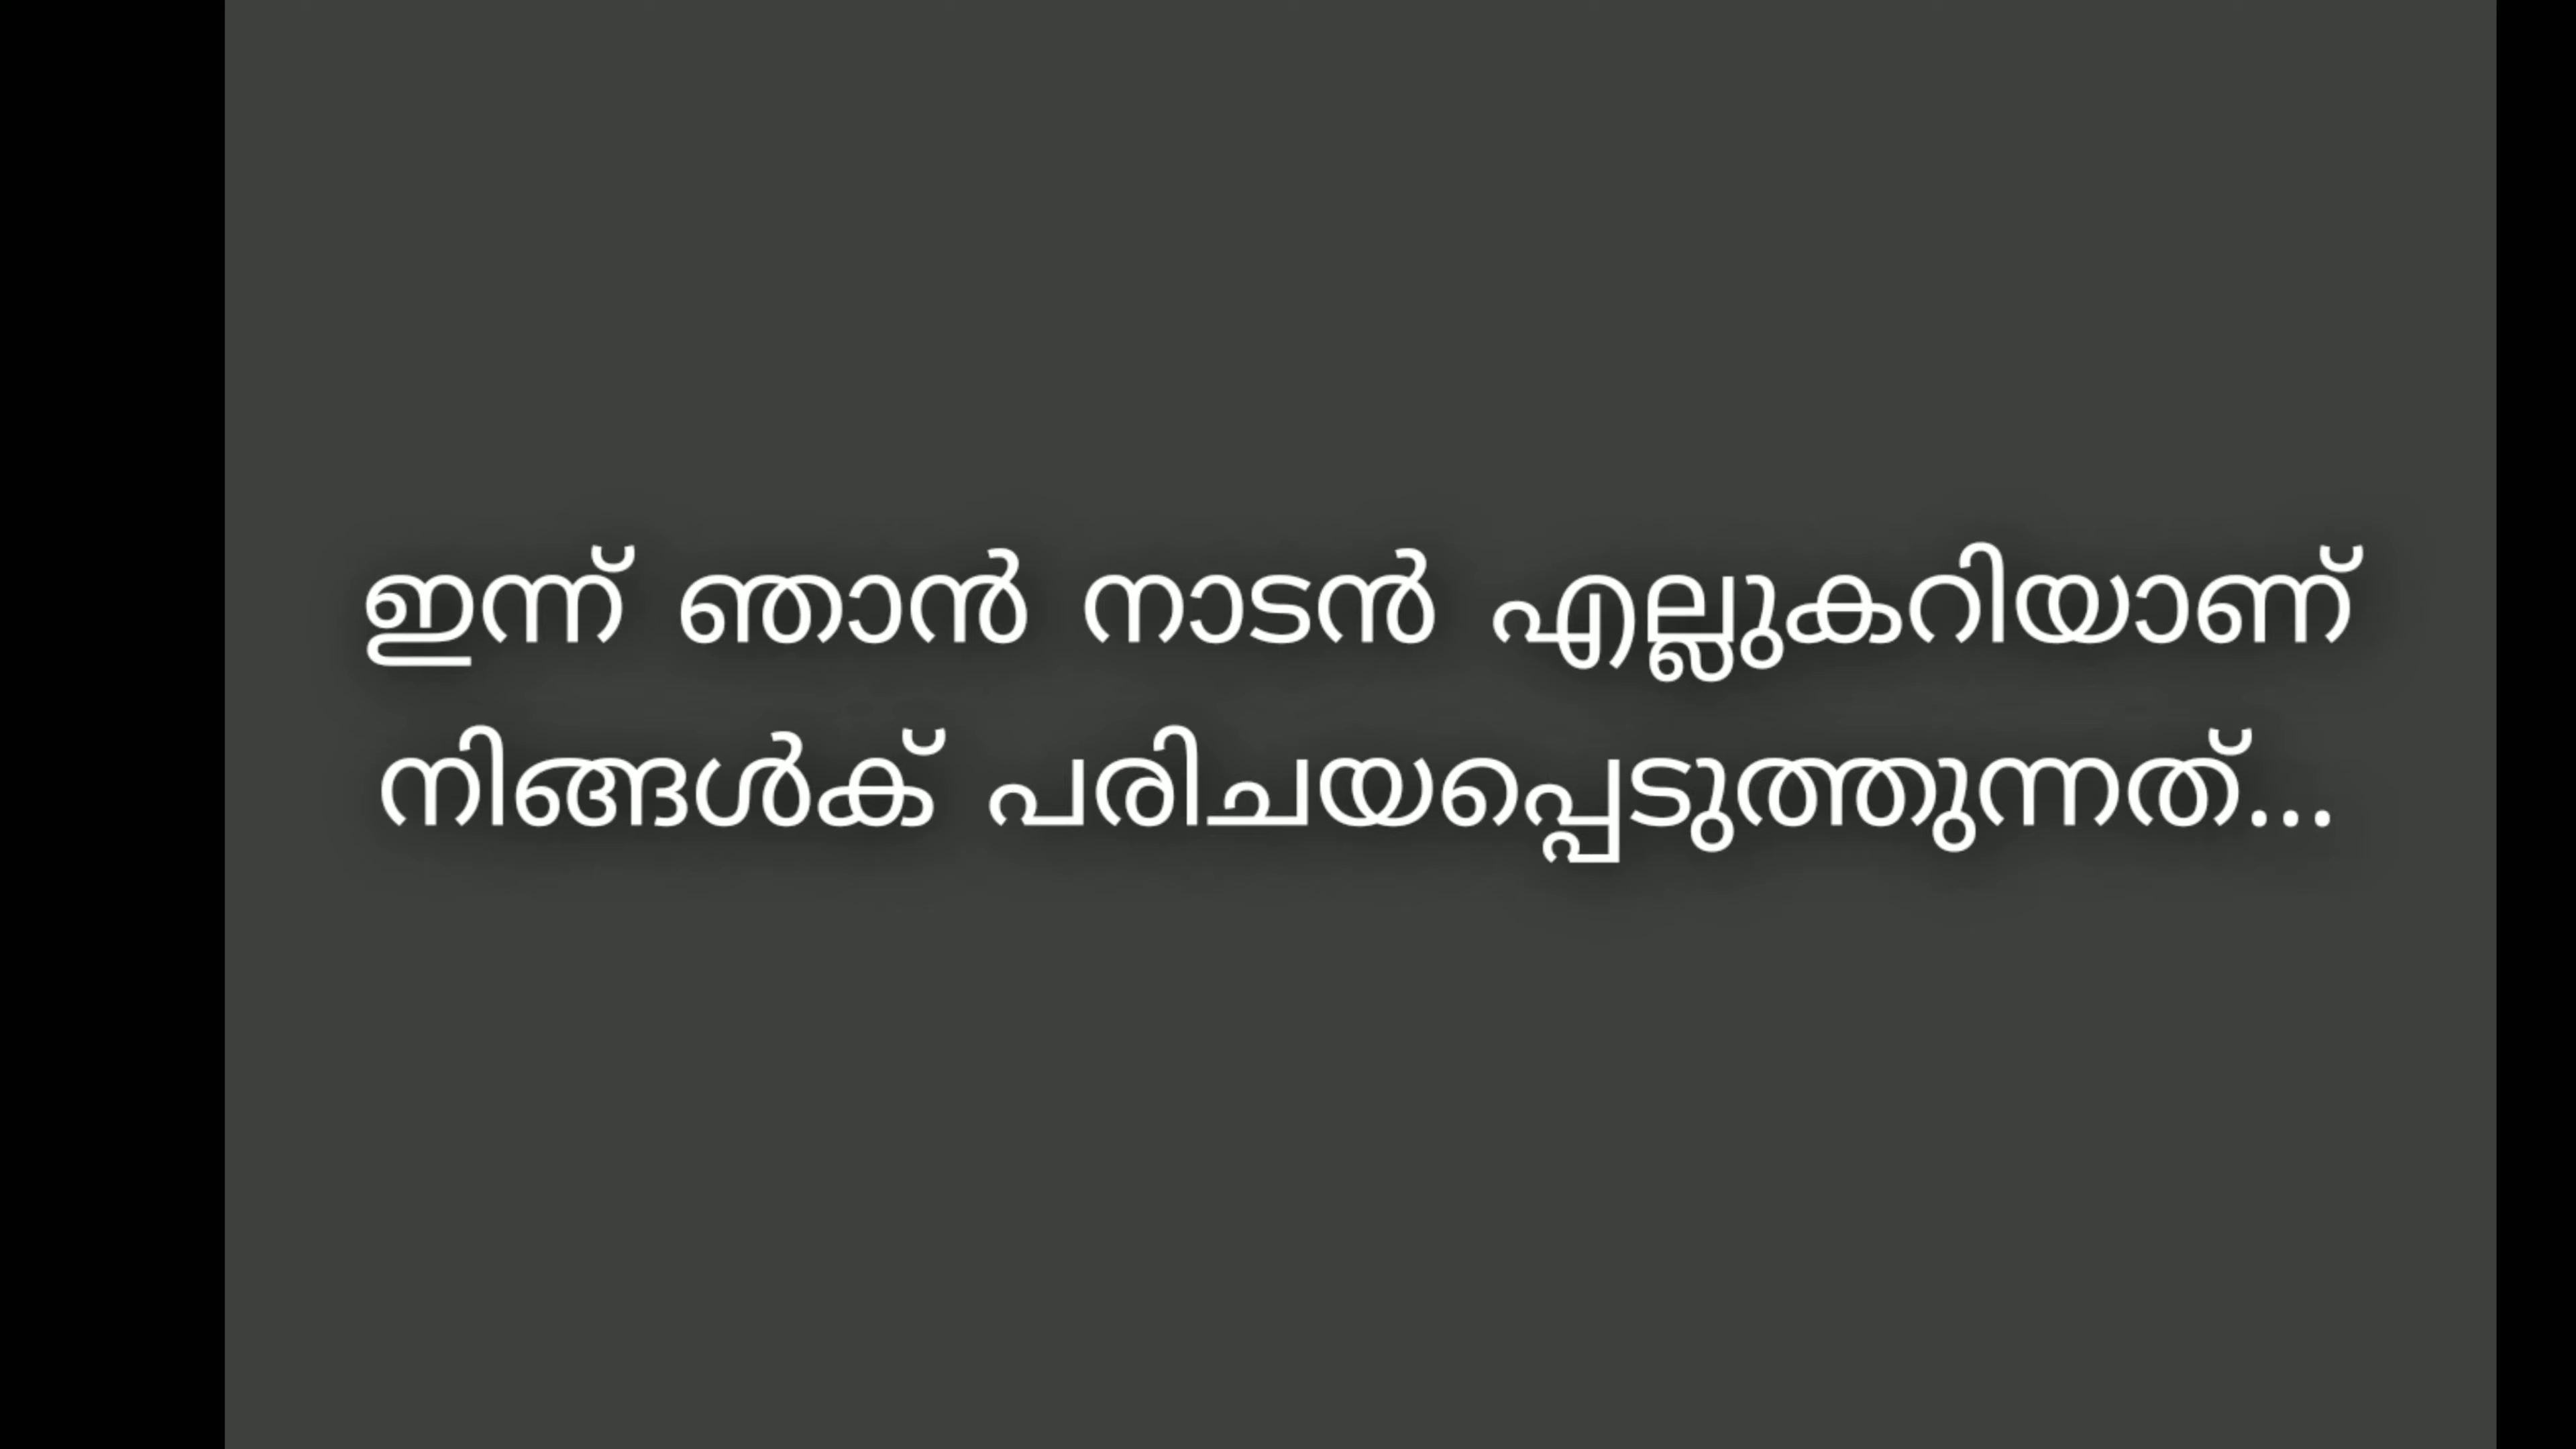 ഇന്ന് ഞാൻ നാടൻ എല്ലുകറിയാണ്
നിങ്ങൾക് പരിചയപ്പെടുത്തുന്നത്...